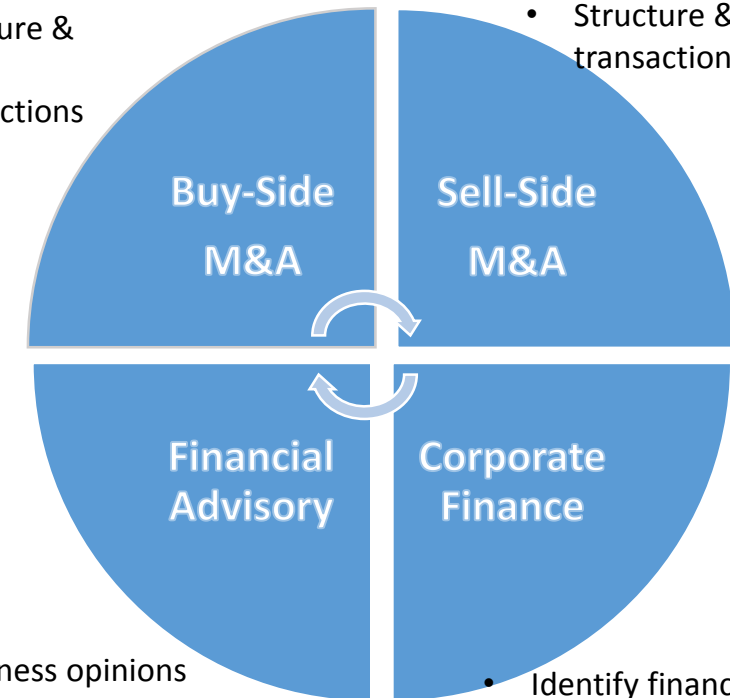 ure &
ctions
• Structure &
transaction
Buy-Side
M&A
Sell-Side
M&A
Financial
Advisory
Corporate
Finance
ness opinions
• Identify financ